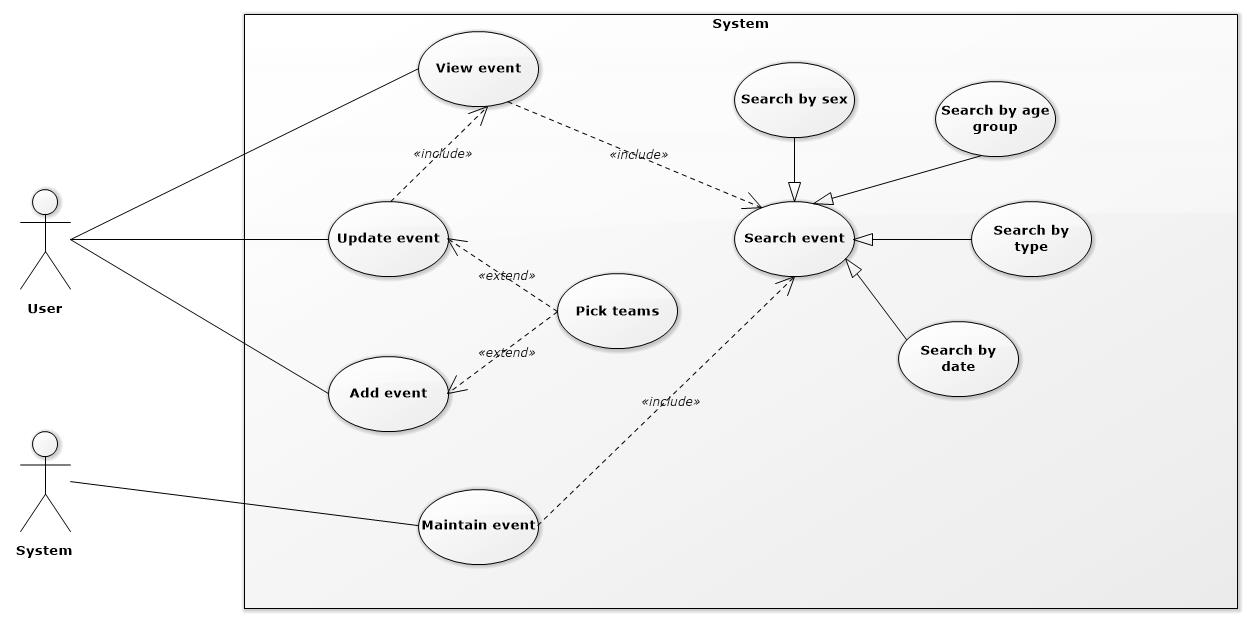 System
View event
Search by sex
Search by age
group
«include»
«include»
Update event
Search event
Search by
type
«extend»
User
Pick teams
«extend»
Search by
date
Add event
«include»
Maintain event
System